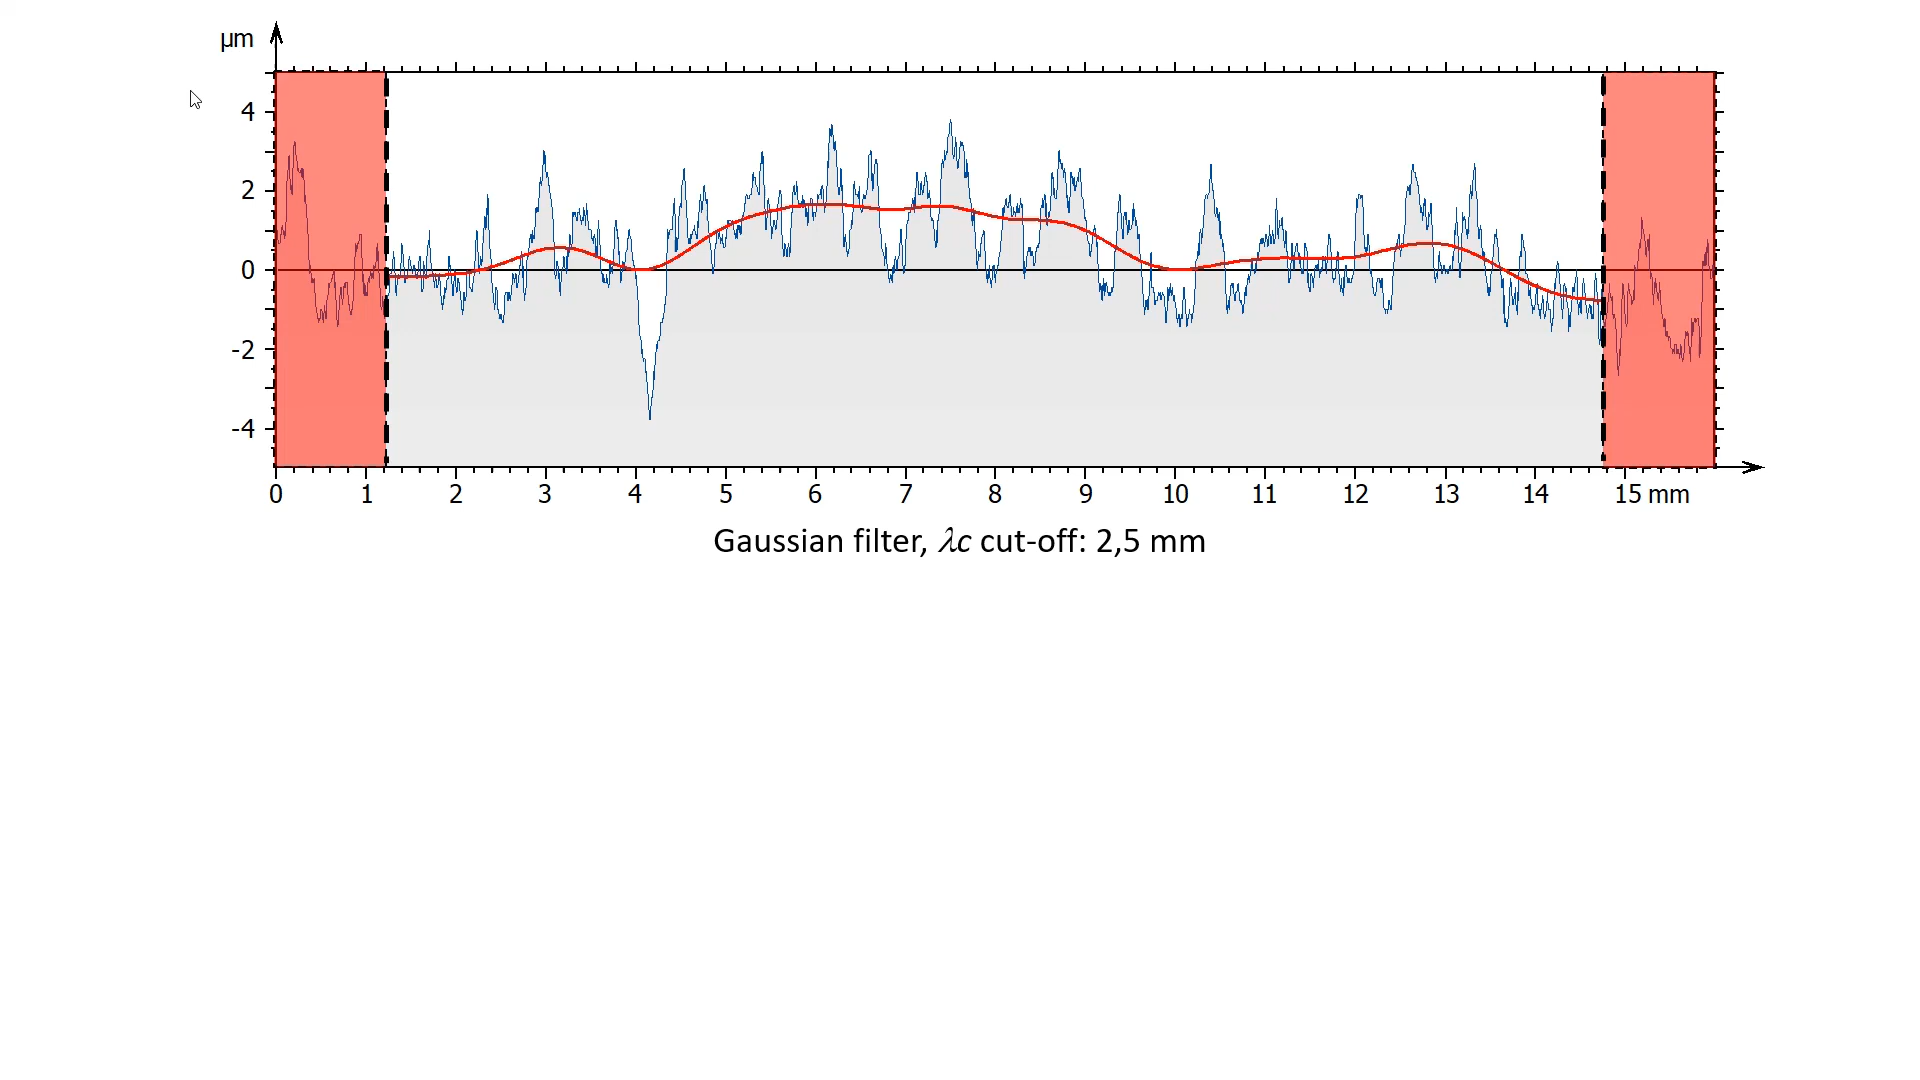 µm
4
2
0
-2
-4
0 1 2 3 4 5 6 7 8 9 10 11 12 13 14 15 mm
Gaussian filter, λc cut-off: 2,5 mm